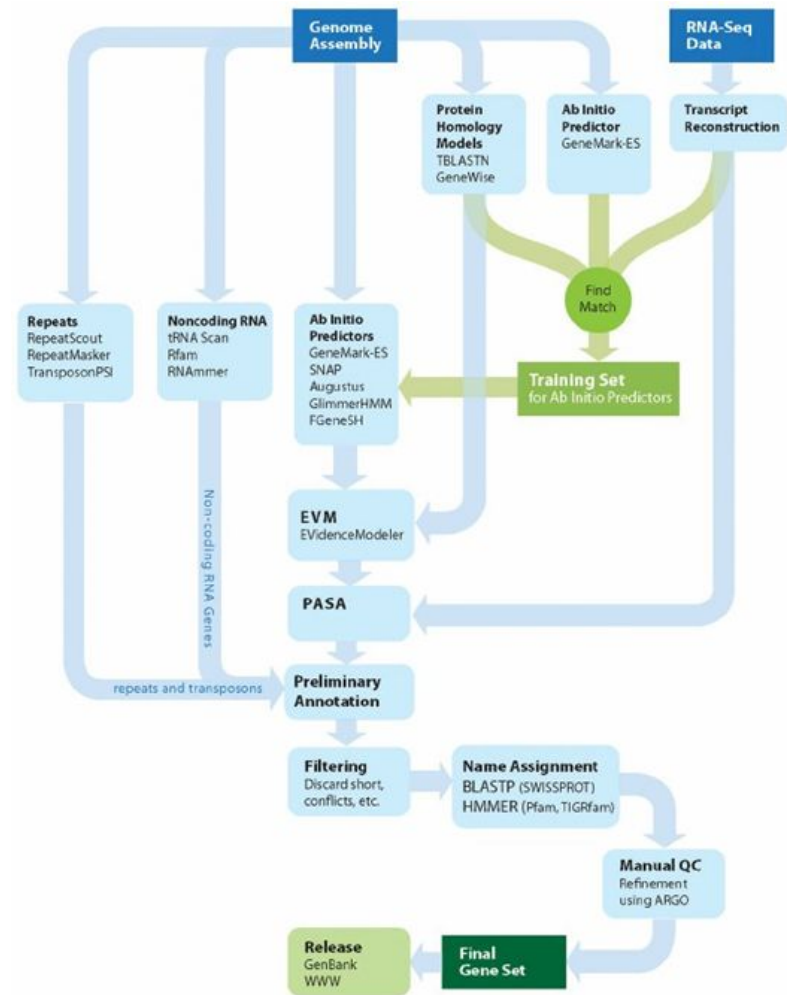 Genome
Assembly
RNA-Seq
Data
Protein
Homology
Models
TBLASTN
GeneWise
Ab Initio
Predictor
GeneMark-ES
Transcript
Reconstruction
Find
Match
Repeats
RepeatScout
RepeatMasker
TransposonPSI
Noncoding RNA
tRNA Scan
Rfam
RNAmmer
Ab Initio
Predictors
GeneMark-ES
SNAP
Augustus
GlimmerHMM
FGeneSH
Training Set
for Ab Initio Predictors
Non-coding RNA Genes
EVM
EVidenceModeler
PASA
repeats and transposons
Preliminary
Annotation
Filtering
Discard short,
conflicts, etc.
Name Assignment
BLASTP (SWISSPROT)
HMMER (Pfam, TIGRfam)
Manual QC
Refinement
using ARGO
Release
GenBank
WWW
Final
Gene Set